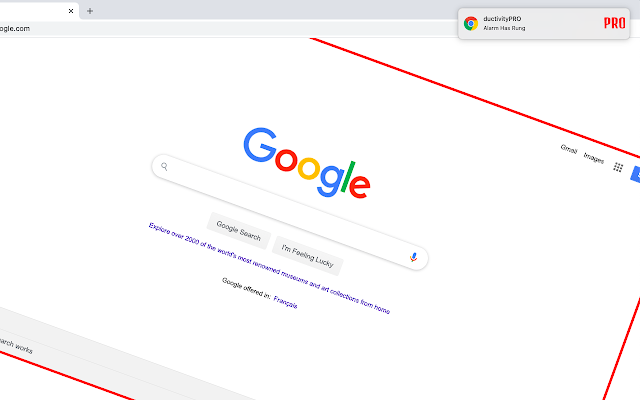 ogle.com
ductivityPRO
Alarm Has Rung
PRO
Gmail Images
Google
Google Search I'm Feeling Lucky
Explore over 2000 of the world's most renowned museums and art collections from home
Google offered in: Français
arch works